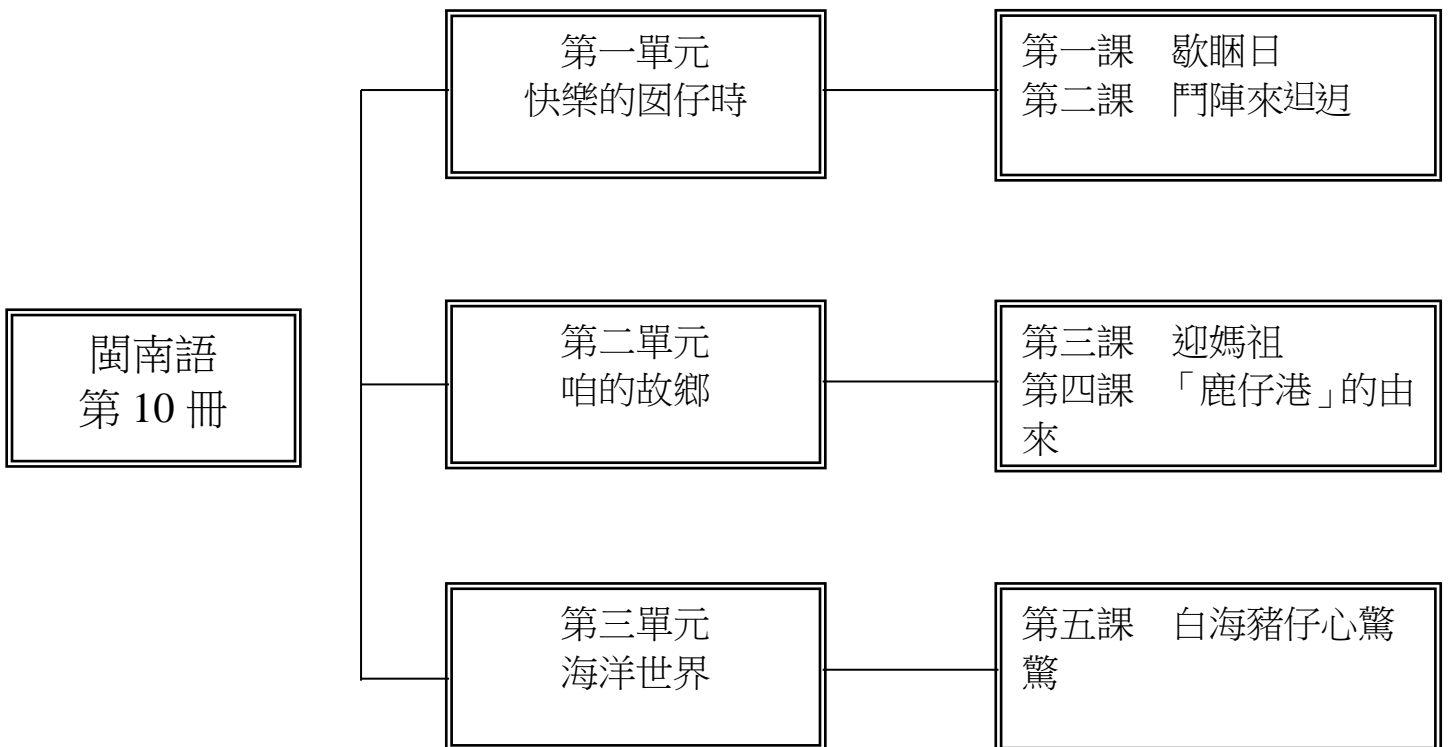 第一單元
快樂的囡仔時
第一課　歇睏日
第二課　鬥陣來迌迌
閩南語
第 10 冊
第二單元
咱的故鄉
第三課　迎媽祖
第四課　「鹿仔港」的由
來
第三單元
海洋世界
第五課　白海豬仔心驚
驚